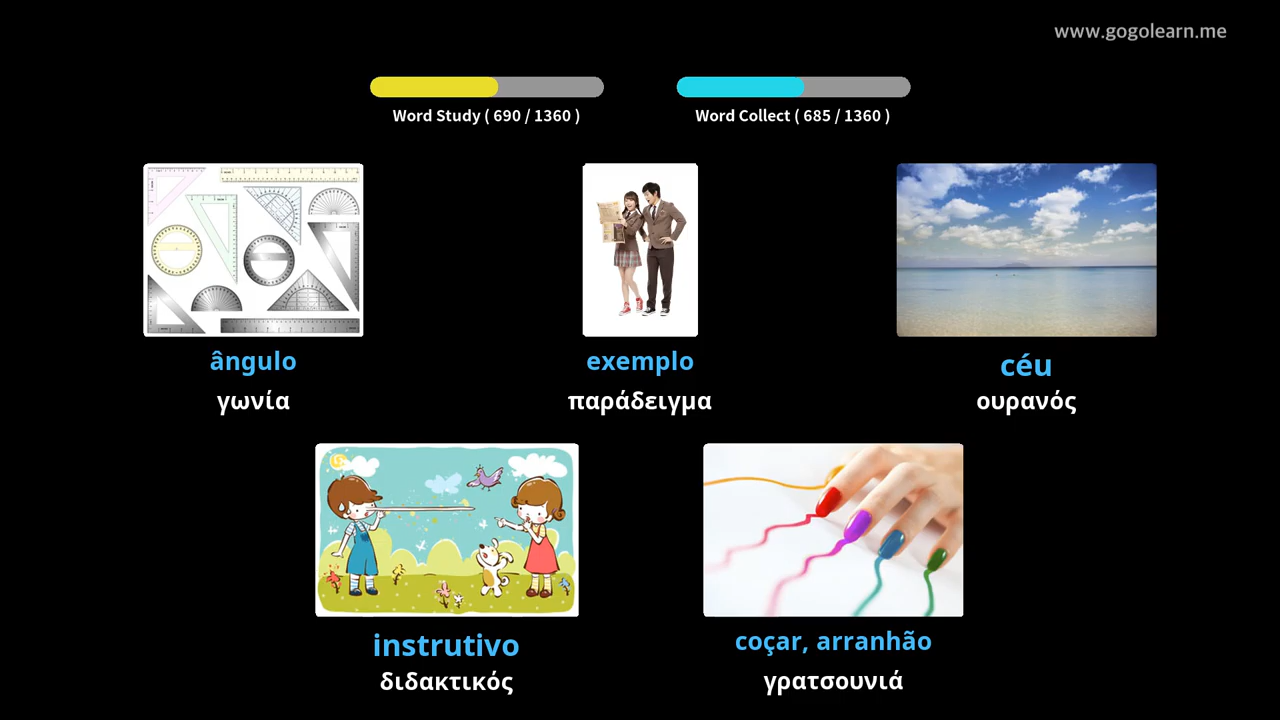 www.gogolearn.me
Word Study ( 690 / 1360 )
Word Collect ( 685 / 1360 )
ângulo
γωνία
exemplo
παράδειγμα
céu
ουρανός
instrutivo
διδακτικός
coçar, arranhão
γρατσουνιά